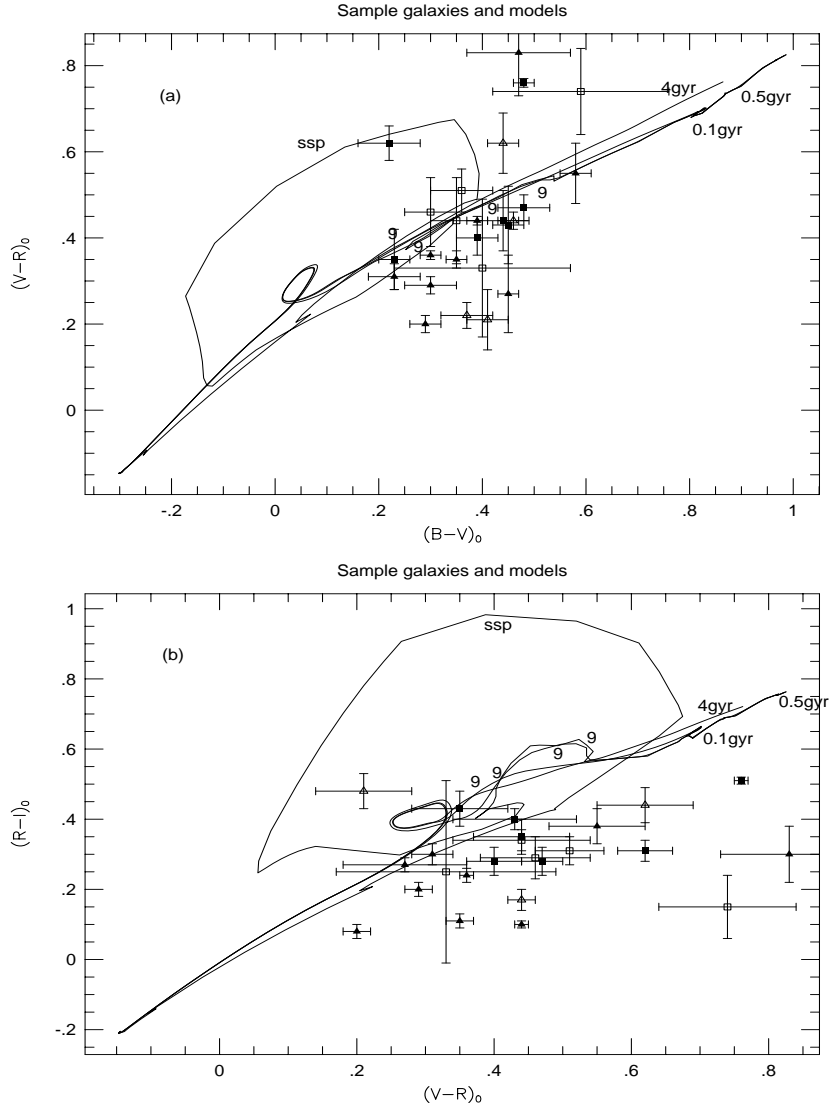 Sample galaxies and models
(a)
ssp
4gyr
0.5gyr
0.1gyr
9
9
9
9
.8
.6
.4
.2
0
(V−R)₀
-.2
0
.2
.4
.6
.8
1
(B−V)₀
Sample galaxies and models
(b)
ssp
4gyr
0.5gyr
0.1gyr
9
9
9
9
1
.8
.6
.4
.2
0
-.2
(R−I)₀
0
.2
.4
.6
.8
(V−R)₀